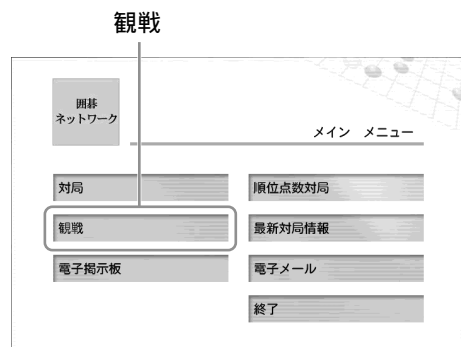 観戦
囲碁
ネットワーク
メイン メニュー
対局
順位点数対局
観戦
最新対局情報
電子掲示板
電子メール
終了